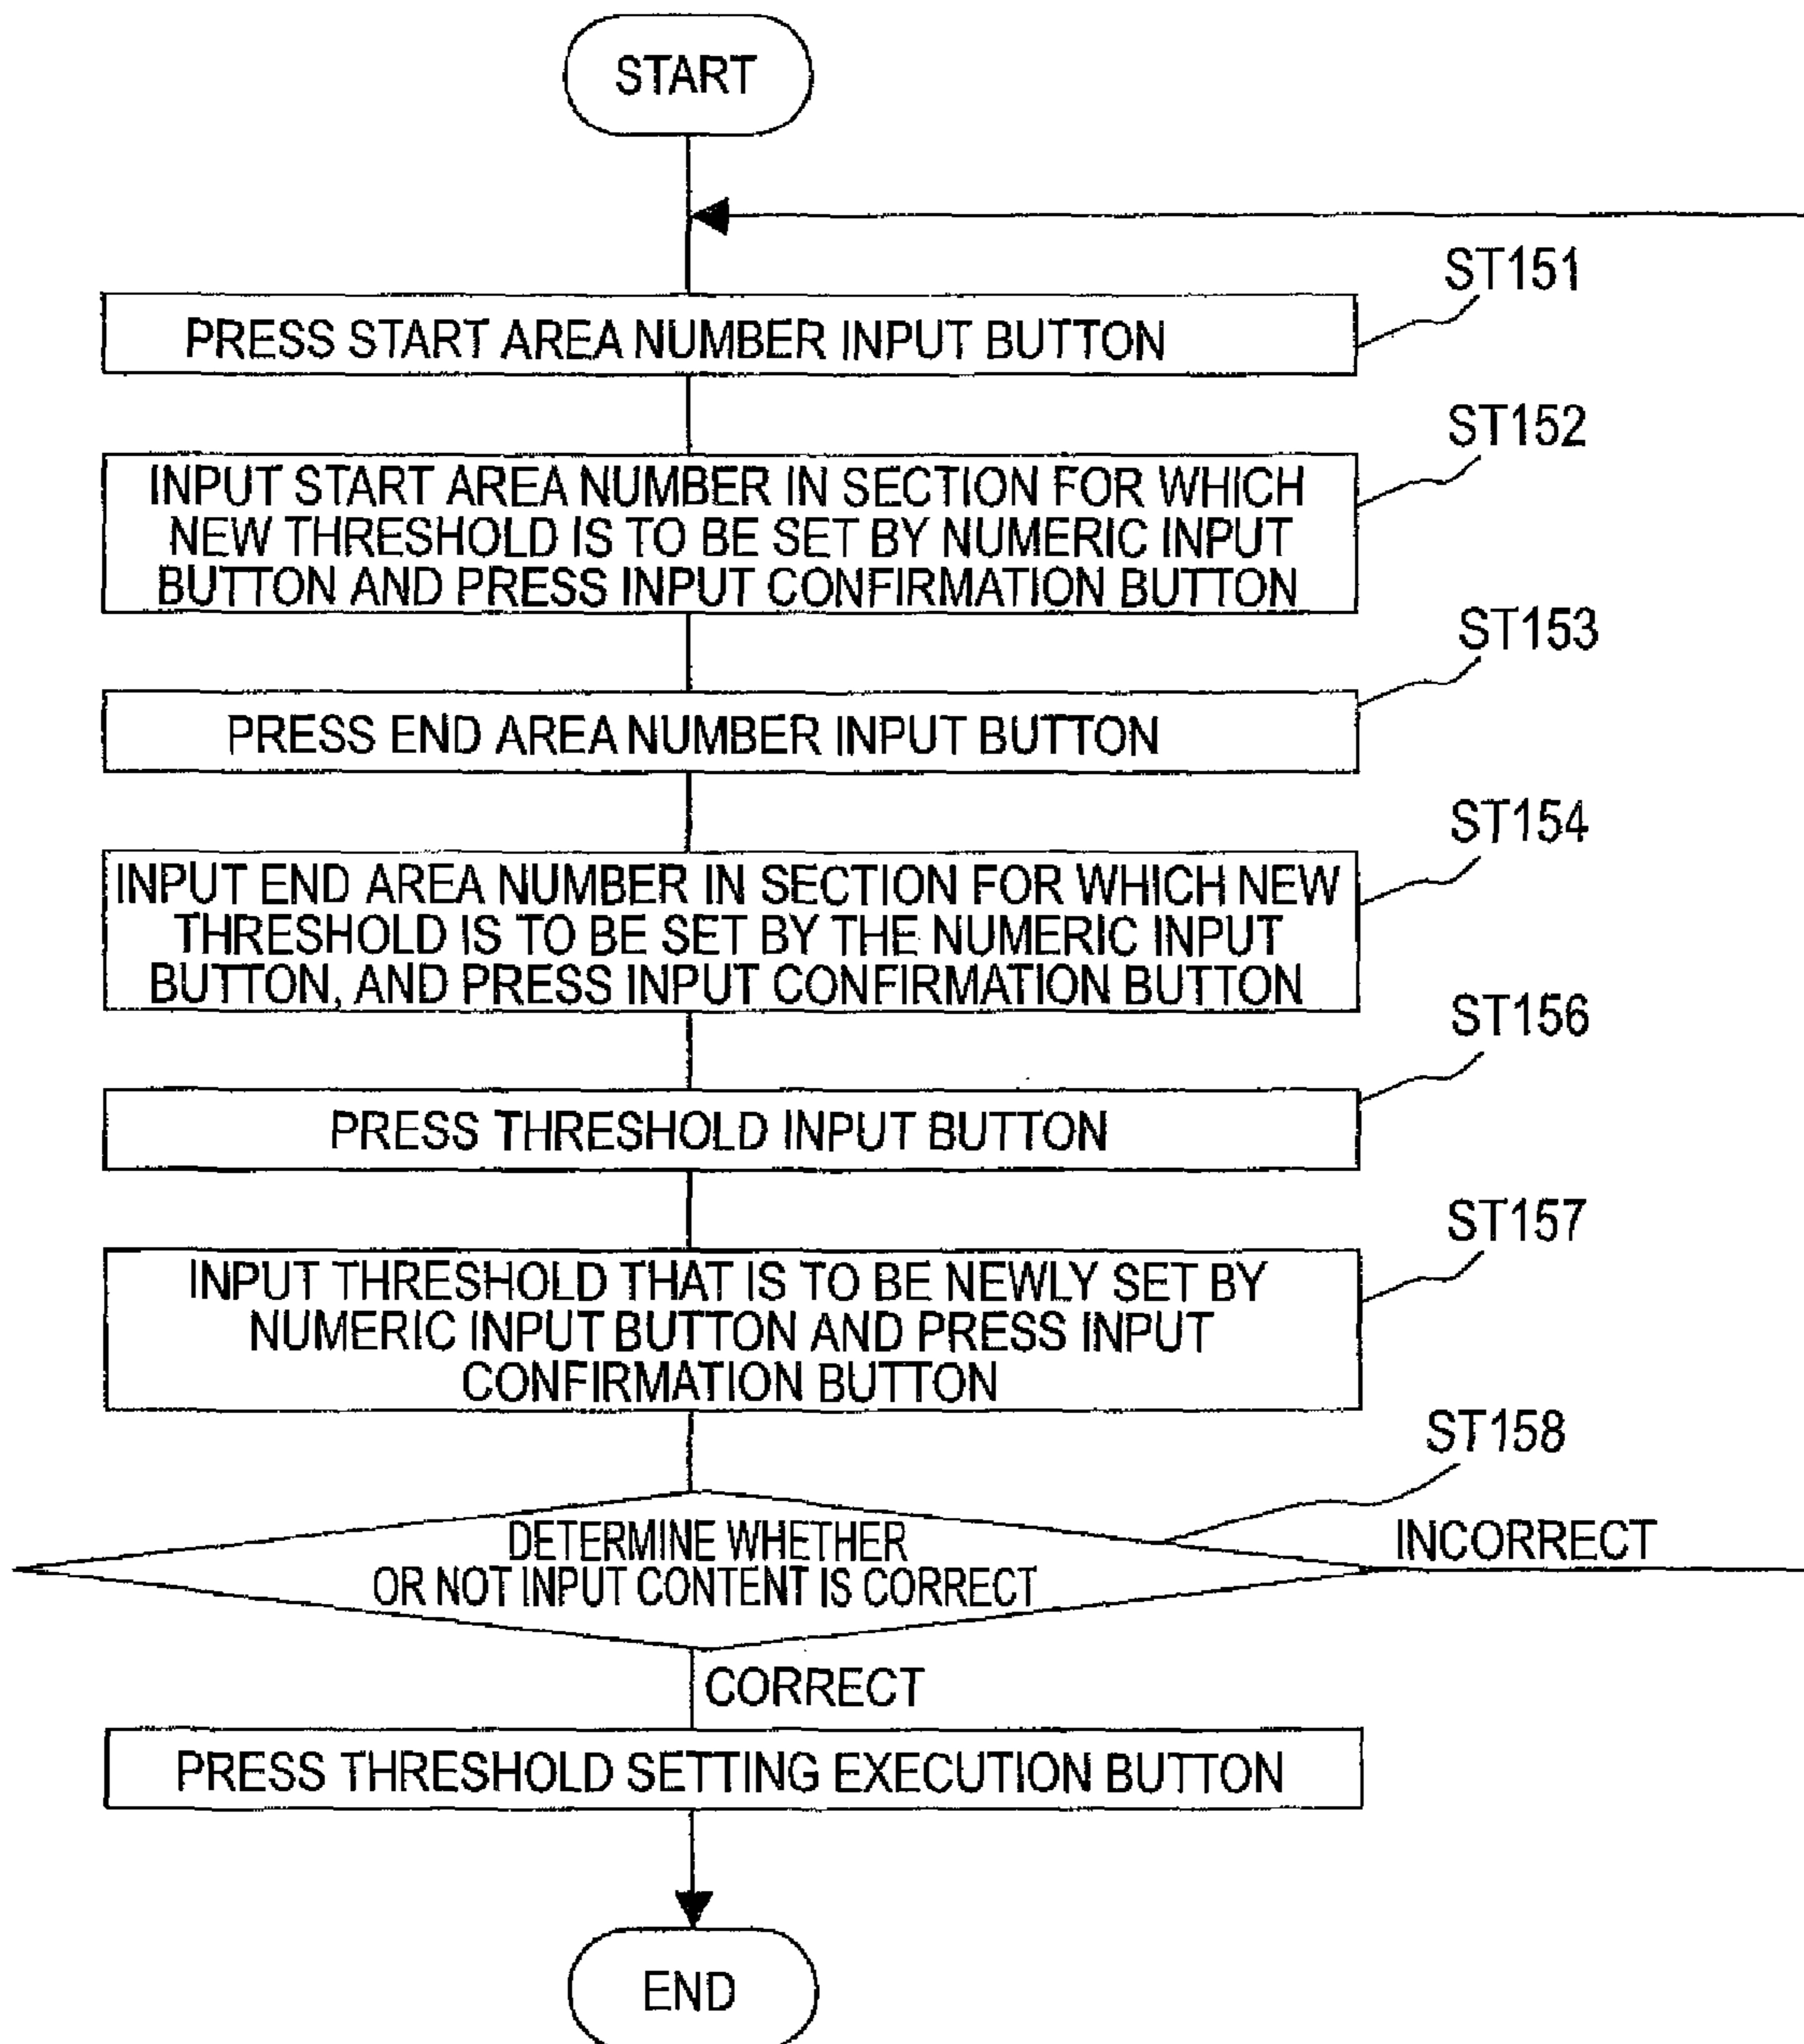 START
ST151
PRESS START AREA NUMBER INPUT BUTTON
ST152
INPUT START AREA NUMBER IN SECTION FOR WHICH
NEW THRESHOLD IS TO BE SET BY NUMERIC INPUT
BUTTON AND PRESS INPUT CONFIRMATION BUTTON
ST153
PRESS END AREA NUMBER INPUT BUTTON
ST154
INPUT END AREA NUMBER IN SECTION FOR WHICH NEW
THRESHOLD IS TO BE SET BY THE NUMERIC INPUT
BUTTON, AND PRESS INPUT CONFIRMATION BUTTON
ST156
PRESS THRESHOLD INPUT BUTTON
ST157
INPUT THRESHOLD THAT IS TO BE NEWLY SET BY
NUMERIC INPUT BUTTON AND PRESS INPUT
CONFIRMATION BUTTON
ST158
DETERMINE WHETHER
OR NOT INPUT CONTENT IS CORRECT
INCORRECT
CORRECT
PRESS THRESHOLD SETTING EXECUTION BUTTON
END